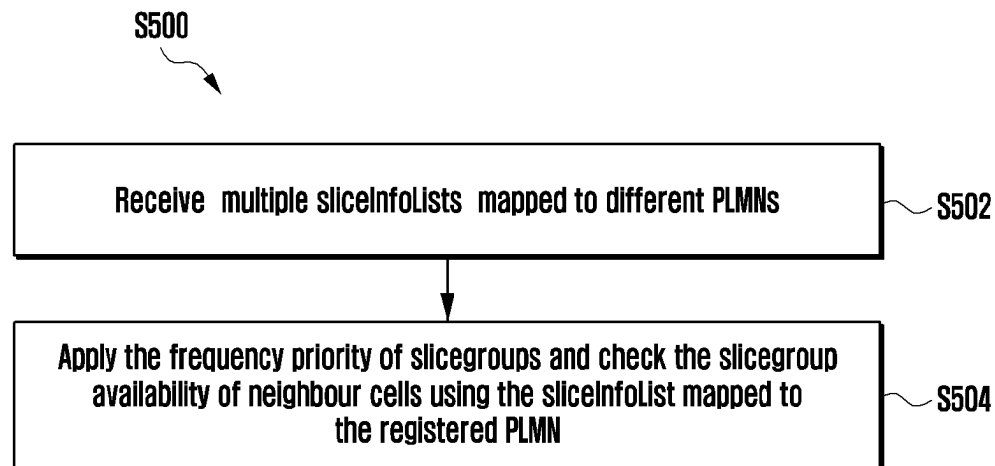 S500
Receive multiple sliceInfoLists mapped to different PLMNs
S502
Apply the frequency priority of slicegroups and check the slicegroup
availability of neighbour cells using the sliceInfoList mapped to
the registered PLMN
S504